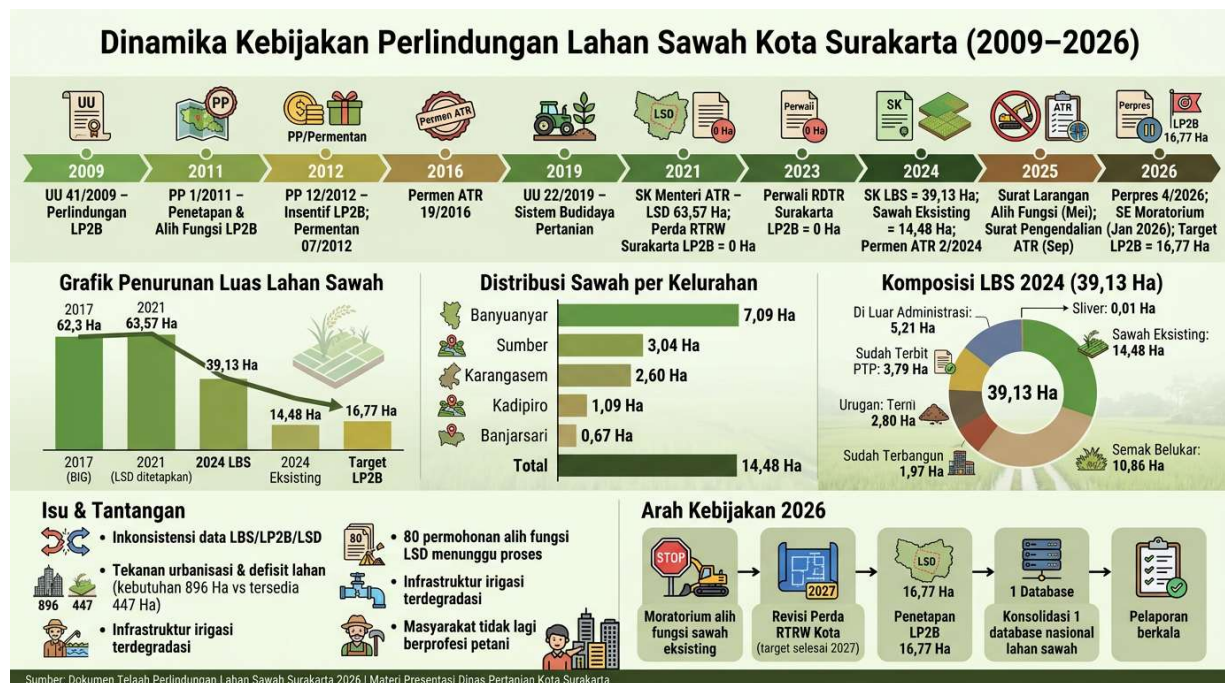 Dinamika Kebijakan Perlindungan Lahan Sawah Kota Surakarta (2009–2026)
UU
PP
PP/Permentan
Permen ATR
LSD
0 Ha
Perwali
0 Ha
SK
ATR
Perpres
LP2B
16,77 Ha
2009
2011
2012
2016
2019
2021
2023
2024
2025
2026
UU 41/2009 –
Perlindungan
LP2B
PP 1/2011 –
Penetapan &
Alih Fungsi LP2B
PP 12/2012 –
Insentif LP2B;
Permentan
07/2012
Permen ATR
19/2016
UU 22/2019 –
Sistem Budidaya
Pertanian
SK Menteri ATR –
LSD 63,57 Ha;
Perda RTRW
Surakarta LP2B = 0 Ha
Perwali RDTR
Surakarta
LP2B = 0 Ha
SK LBS = 39,13 Ha;
Sawah Eksisting
= 14,48 Ha;
Permen ATR 2/2024
Surat Larangan
Alih Fungsi (Mei);
Surat Pengendalian
ATR (Sep)
Perpres 4/2026;
SE Moratorium
(Jan 2026); Target
LP2B = 16,77 Ha
Grafik Penurunan Luas Lahan Sawah
2017
62,3 Ha
2021
63,57 Ha
39,13 Ha
14,48 Ha
16,77 Ha
2017
(BIG)
2021
(LSD ditetapkan)
2024 LBS
2024
Eksisting
Target
LP2B
Distribusi Sawah per Kelurahan
Banyuanyar
7,09 Ha
Sumber
3,04 Ha
Karangasem
2,60 Ha
Kadipiro
1,09 Ha
Banjarsari
0,67 Ha
Total
14,48 Ha
Komposisi LBS 2024 (39,13 Ha)
Di Luar Administrasi:
5,21 Ha
Sliver: 0,01 Ha
Sawah Eksisting:
14,48 Ha
Sudah Terbit
PTP: 3,79 Ha
39,13 Ha
Urugan:
2,80 Ha
Sudah Terbangun
1,97 Ha
Semak Belukar:
10,86 Ha
Isu & Tantangan
• Inkonsistensi data LBS/LP2B/LSD
896 447
• Tekanan urbanisasi & defisit lahan
(kebutuhan 896 Ha vs tersedia
447 Ha)
• Infrastruktur irigasi
terdegradasi
80
• 80 permohonan alih fungsi
LSD menunggu proses
• Infrastruktur irigasi
terdegradasi
• Masyarakat tidak lagi
berprofesi petani
Arah Kebijakan 2026
STOP
Moratorium alih
fungsi sawah
eksisting
2027
Revisi Perda
RTRW Kota
(target selesai 2027)
LSD
16,77 Ha
Penetapan
LP2B
16,77 Ha
1 Database
Konsolidasi 1
database nasional
lahan sawah
Pelaporan
berkala
Sumber: Dokumen Telaah Perlindungan Lahan Sawah Surakarta 2026 | Materi Presentasi Dinas Pertanian Kota Surakarta